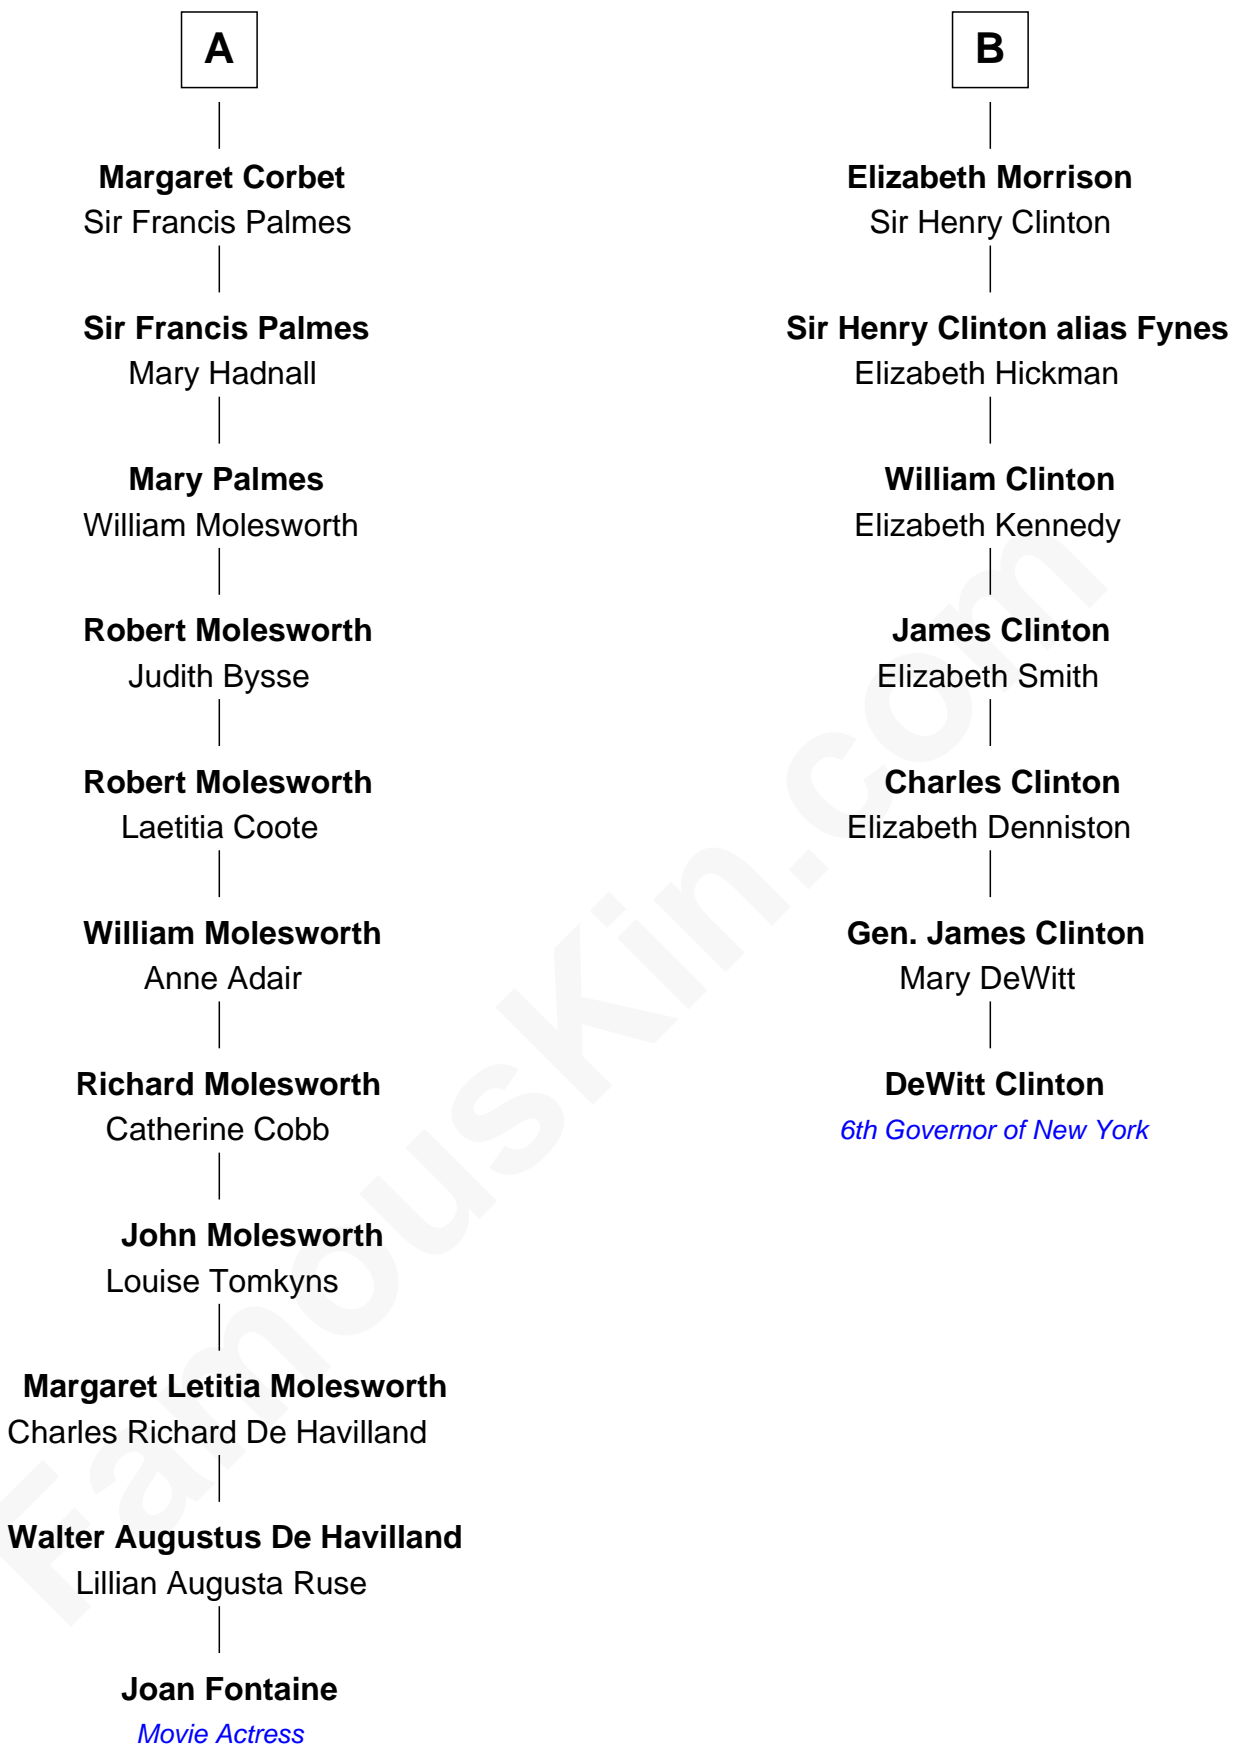 A
Margaret Corbet
Sir Francis Palmes
Sir Francis Palmes
Mary Hadnall
Mary Palmes
William Molesworth
Robert Molesworth
Judith Bysse
Robert Molesworth
Laetitia Coote
William Molesworth
Anne Adair
Richard Molesworth
Catherine Cobb
John Molesworth
Louise Tomkyns
Margaret Letitia Molesworth
Charles Richard De Havilland
Walter Augustus De Havilland
Lillian Augusta Ruse
Joan Fontaine
Movie Actress
B
Elizabeth Morrison
Sir Henry Clinton
Sir Henry Clinton alias Fynes
Elizabeth Hickman
William Clinton
Elizabeth Kennedy
James Clinton
Elizabeth Smith
Charles Clinton
Elizabeth Denniston
Gen. James Clinton
Mary DeWitt
DeWitt Clinton
6th Governor of New York
FamousKin.com